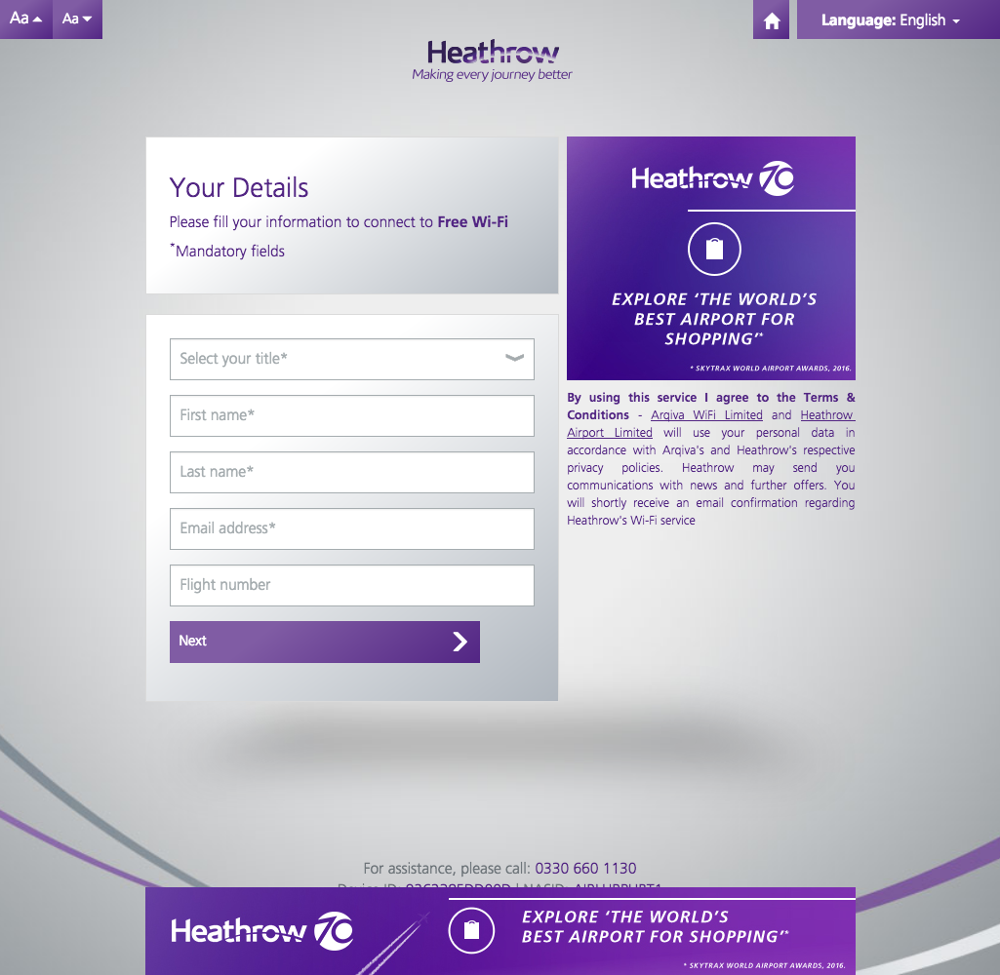 Aa Aa
Language: English
Heathrow
Making every journey better
Your Details
Please fill your information to connect to Free Wi-Fi
*Mandatory fields
Select your title*
First name*
Last name*
Email address*
Flight number
Next
Heathrow 70
EXPLORE ‘THE WORLD’S
BEST AIRPORT FOR
SHOPPING’*
* SKYTRAX WORLD AIRPORT AWARDS, 2016.
By using this service I agree to the Terms &
Conditions - Arqiva WiFi Limited and Heathrow
Airport Limited will use your personal data in
accordance with Arqiva's and Heathrow's respective
privacy policies. Heathrow may send you
communications with news and further offers. You
will shortly receive an email confirmation regarding
Heathrow's Wi-Fi service
For assistance, please call: 0330 660 1130
Device ID: | NASID:
Heathrow 70
EXPLORE ‘THE WORLD’S
BEST AIRPORT FOR SHOPPING’*
* SKYTRAX WORLD AIRPORT AWARDS, 2016.